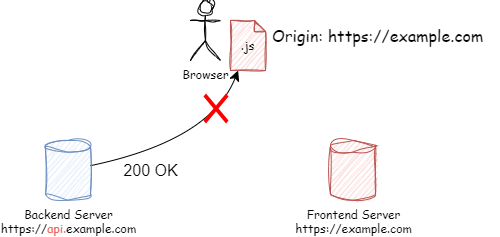 .js
Origin: https://example.com
Browser
200 OK
Backend Server
https://api.example.com
Frontend Server
https://example.com